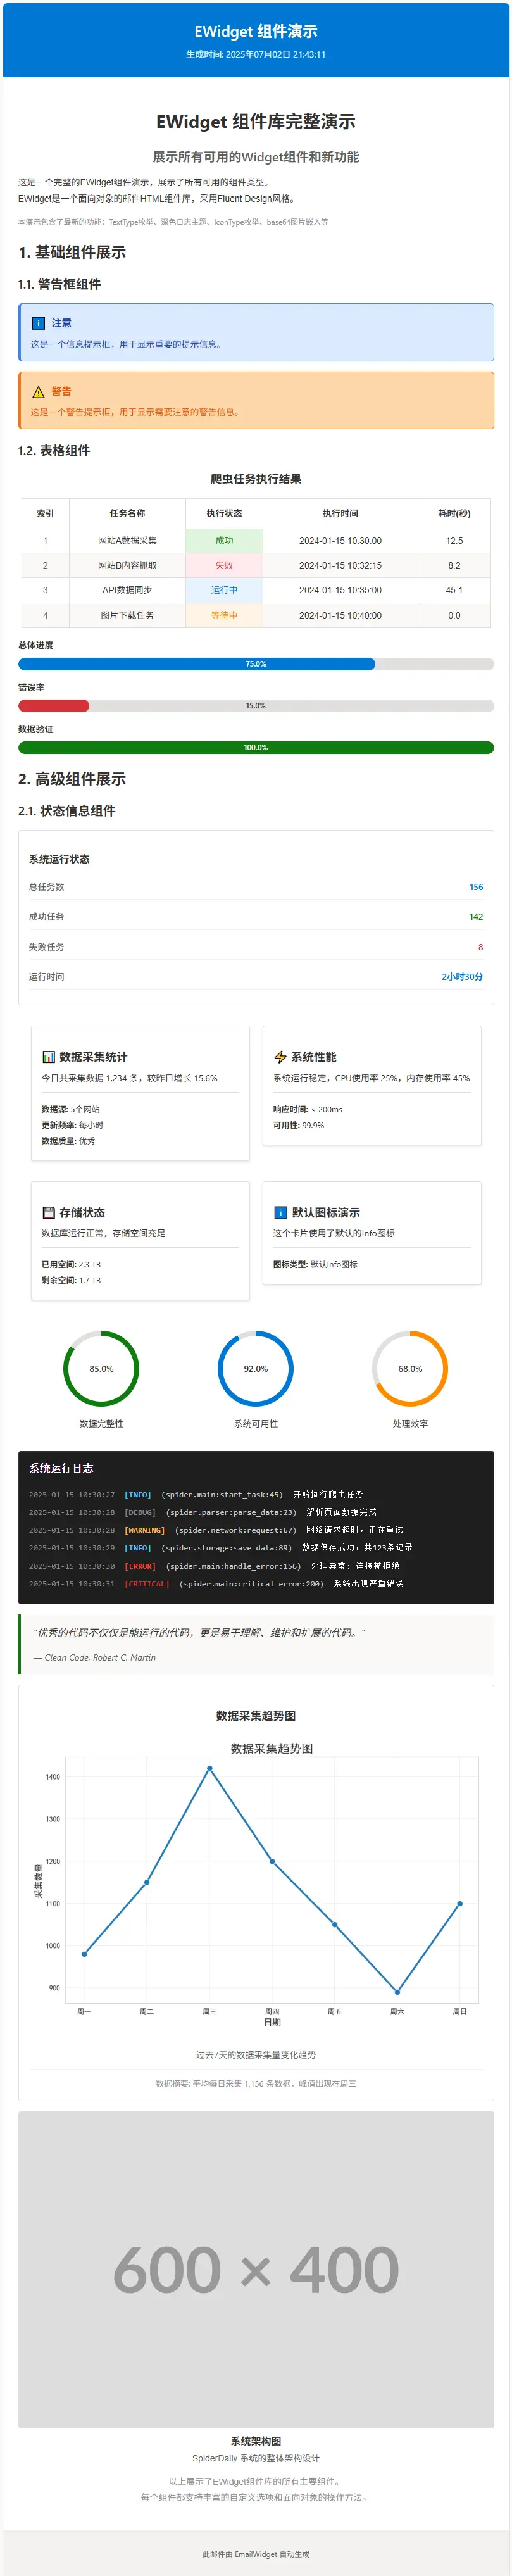 EWidget 组件演示
生成时间: 2025年07月02日 21:43:11
EWidget 组件库完整演示
展示所有可用的Widget组件和新功能
这是一个完整的EWidget组件演示，展示了所有可用的组件类型。
EWidget是一个面向对象的邮件HTML组件库，采用Fluent Design风格。
本演示包含了最新的功能：TextType枚举、深色日志主题、IconType枚举、base64图片嵌入等
1. 基础组件展示
1.1. 警告框组件
注意
这是一个信息提示框，用于显示重要的提示信息。
警告
这是一个警告提示框，用于显示需要注意的警告信息。
1.2. 表格组件
爬虫任务执行结果
索引 任务名称 执行状态 执行时间 耗时(秒)
1 网站A数据采集 成功 2024-01-15 10:30:00 12.5
2 网站B内容抓取 失败 2024-01-15 10:32:15 8.2
3 API数据同步 运行中 2024-01-15 10:35:00 45.1
4 图片下载任务 等待中 2024-01-15 10:40:00 0.0
总体进度
75.0%
错误率
15.0%
数据验证
100.0%
2. 高级组件展示
2.1. 状态信息组件
系统运行状态
总任务数 156
成功任务 142
失败任务 8
运行时间 2小时30分
数据采集统计
今日共采集数据 1,234 条，较昨日增长 15.6%
数据源: 5个网站
更新频率: 每小时
数据质量: 优秀
系统性能
系统运行稳定，CPU使用率 25%，内存使用率 45%
响应时间: < 200ms
可用性: 99.9%
存储状态
数据库运行正常，存储空间充足
已用空间: 2.3 TB
剩余空间: 1.7 TB
默认图标演示
这个卡片使用了默认的Info图标
图标类型: 默认Info图标
85.0% 92.0% 68.0%
数据完整性 系统可用性 处理效率
系统运行日志
2025-01-15 10:30:27 [INFO] (spider.main:start_task:45) 开始执行爬虫任务
2025-01-15 10:30:28 [DEBUG] (spider.parser:parse_data:23) 解析页面数据完成
2025-01-15 10:30:28 [WARNING] (spider.network:request:67) 网络请求超时，正在重试
2025-01-15 10:30:29 [INFO] (spider.storage:save_data:89) 数据保存成功，共123条记录
2025-01-15 10:30:30 [ERROR] (spider.main:handle_error:156) 处理异常：连接被拒绝
2025-01-15 10:30:31 [CRITICAL] (spider.main:critical_error:200) 系统出现严重错误
"优秀的代码不仅仅是能运行的代码，更是易于理解、维护和扩展的代码。"
— Clean Code, Robert C. Martin
数据采集趋势图
数据采集趋势图
1400
1300
1200
1100
1000
900
采集数量
周一 周二 周三 周四 周五 周六 周日
日期
过去7天的数据采集量变化趋势
数据摘要: 平均每日采集 1,156 条数据，峰值出现在周三
600 × 400
系统架构图
SpiderDaily 系统的整体架构设计
以上展示了EWidget组件库的所有主要组件。
每个组件都支持丰富的自定义选项和面向对象的操作方法。
此邮件由 EmailWidget 自动生成